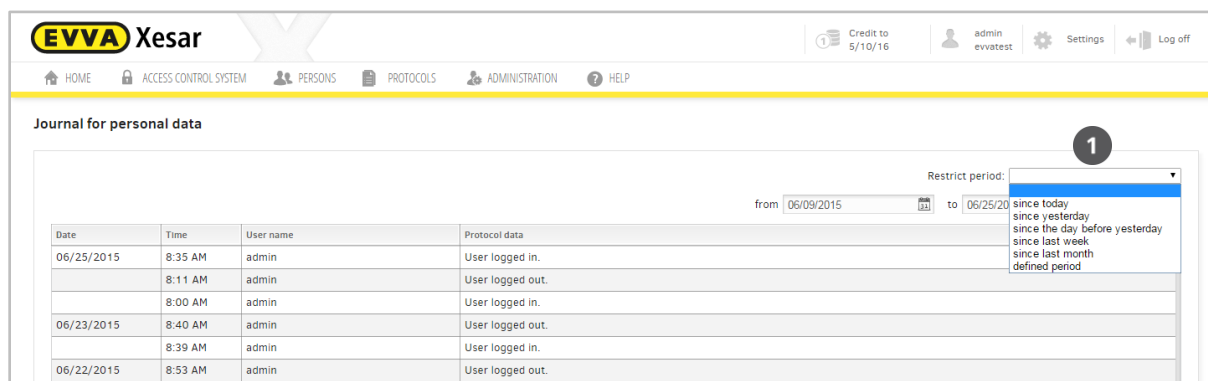 EVVA Xesar
1 Credit to
5/10/16
admin
evvatest
Settings
Log off
HOME ACCESS CONTROL SYSTEM PERSONS PROTOCOLS ADMINISTRATION ? HELP
Journal for personal data
1
Restrict period:
from 06/09/2015 31 to 06/25/20
since today
since yesterday
since the day before yesterday
since last week
since last month
defined period
Date Time User name Protocol data
06/25/2015 8:35 AM admin User logged in.
8:11 AM admin User logged out.
8:00 AM admin User logged in.
06/23/2015 8:40 AM admin User logged out.
8:39 AM admin User logged in.
06/22/2015 8:53 AM admin User logged out.